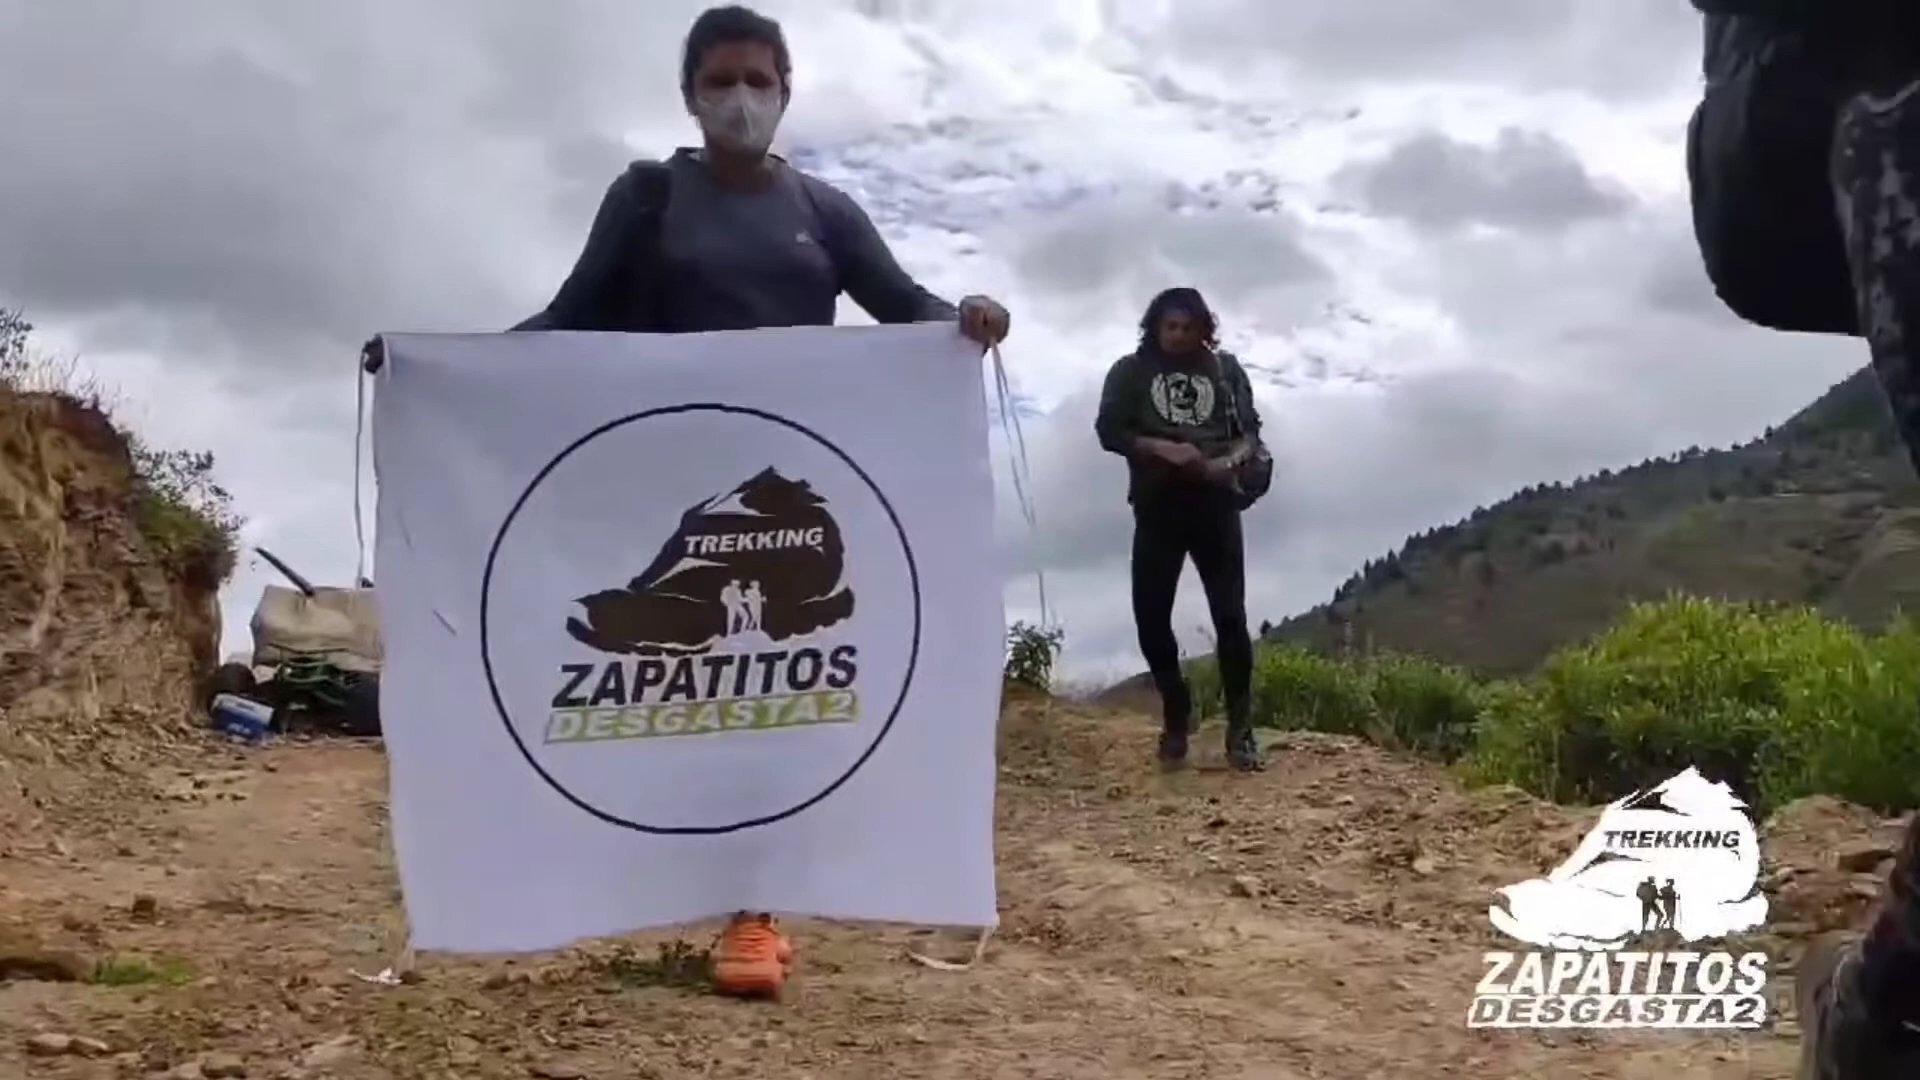 TREKKING
ZAPATITOS
DESGASTA2
TREKKING
ZAPATITOS
DESGASTA2